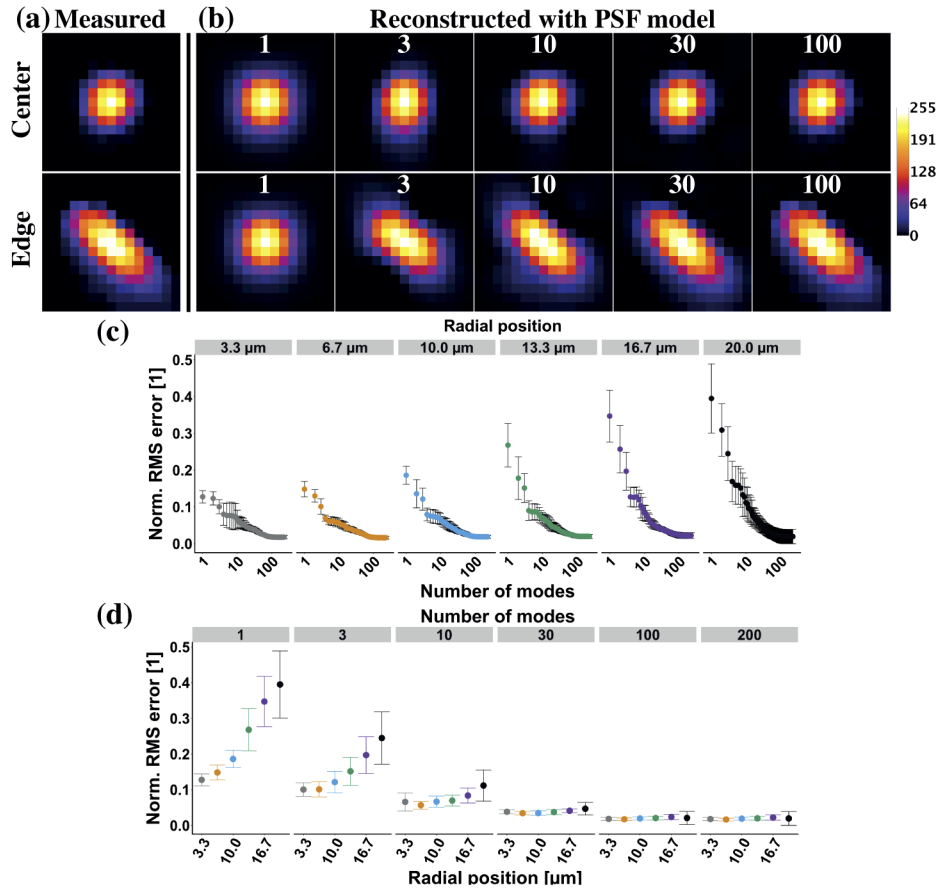 (a) Measured (b) Reconstructed with PSF model
Center
1 3 10 30 100
255
191
128
64
0
Edge
1 3 10 30 100
(c)
Radial position
3.3 µm 6.7 µm 10.0 µm 13.3 µm 16.7 µm 20.0 µm
Norm. RMS error [1]
0.5
0.4
0.3
0.2
0.1
0.0
1 10 100 1 10 100 1 10 100 1 10 100 1 10 100 1 10 100
Number of modes
(d)
Number of modes
1 3 10 30 100 200
Norm. RMS error [1]
0.5
0.4
0.3
0.2
0.1
0.0
3.3 10.0 16.7 3.3 10.0 16.7 3.3 10.0 16.7 3.3 10.0 16.7 3.3 10.0 16.7 3.3 10.0 16.7
Radial position [µm]